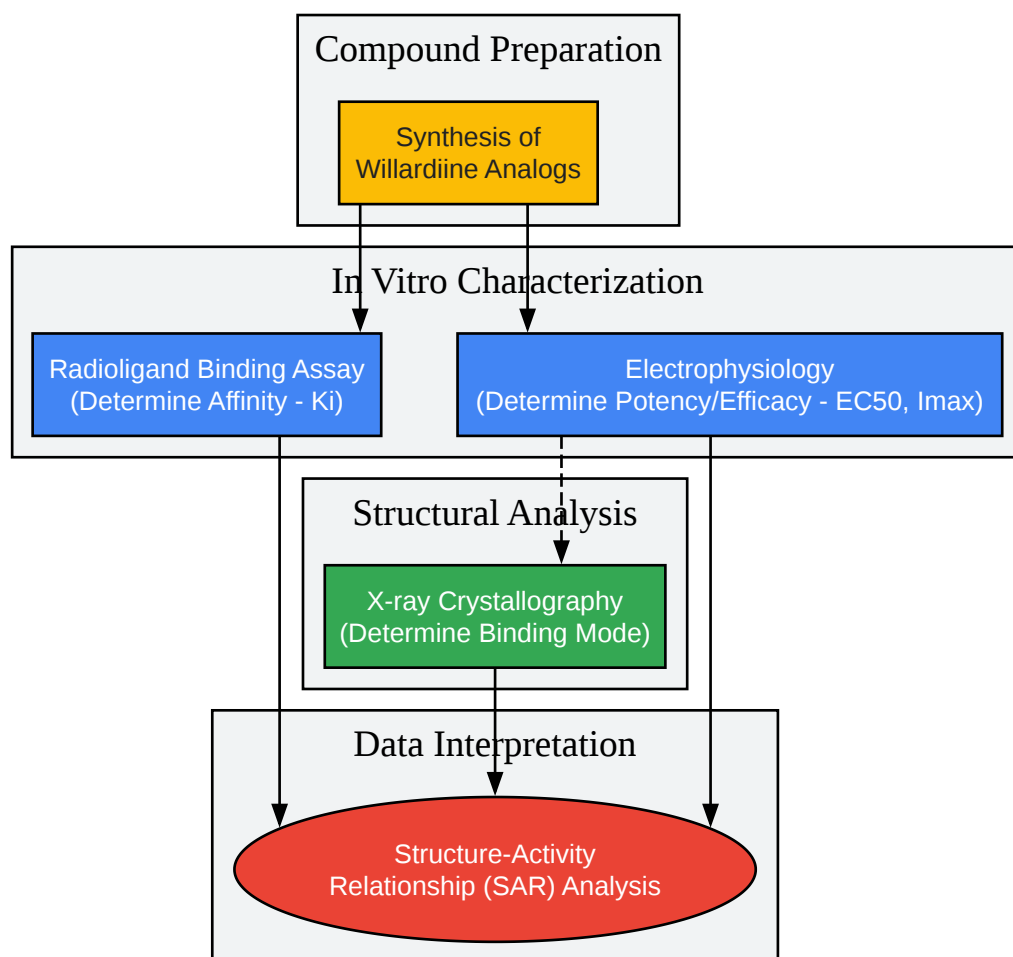 Compound Preparation
Synthesis of
Willardiine Analogs
In Vitro Characterization
Radioligand Binding Assay
(Determine Affinity - Ki)
Electrophysiology
(Determine Potency/Efficacy - EC50, Imax)
Structural Analysis
X-ray Crystallography
(Determine Binding Mode)
Data Interpretation
Structure-Activity
Relationship (SAR) Analysis